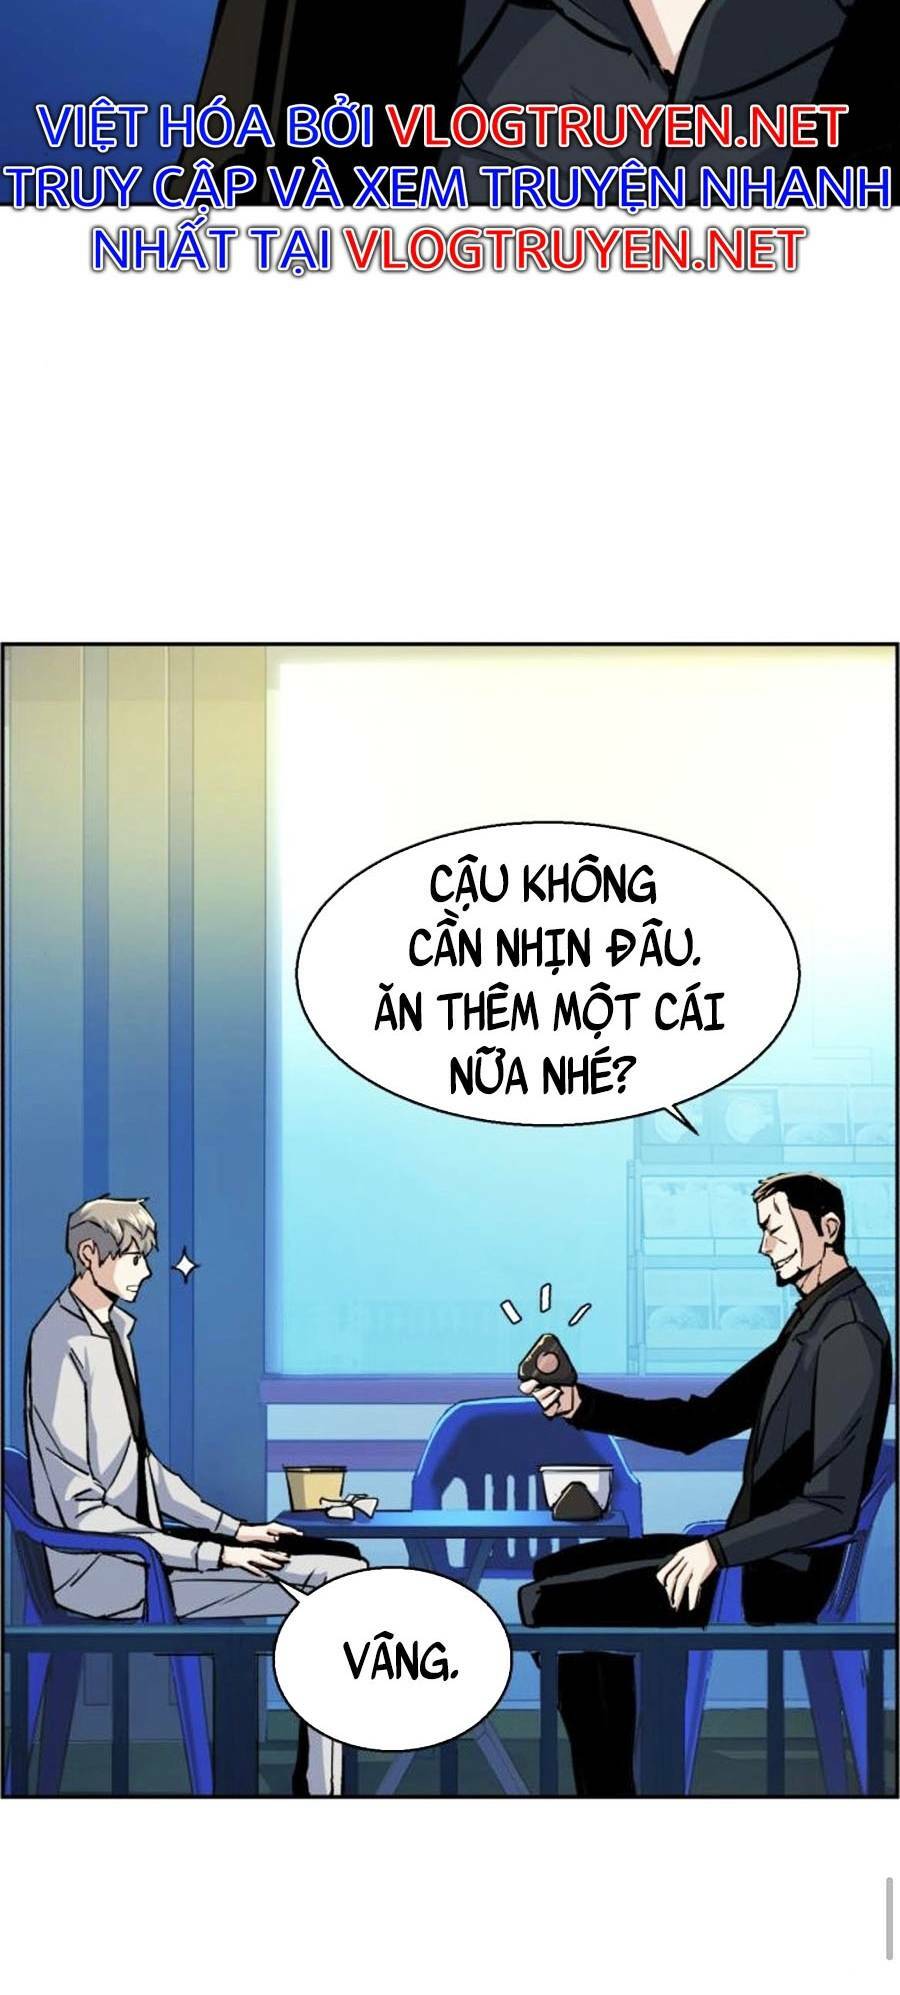 VIỆT HÓA BỞI VLOGTRUYEN.NET
TRUY CẬP VÀ XEM TRUYỆN NHANH
NHẤT TẠI VLOGTRUYEN.NET
CẬU KHÔNG
CẦN NHỊN ĐÂU.
ĂN THÊM MỘT CÁI
NỮA NHÉ?
VÂNG.